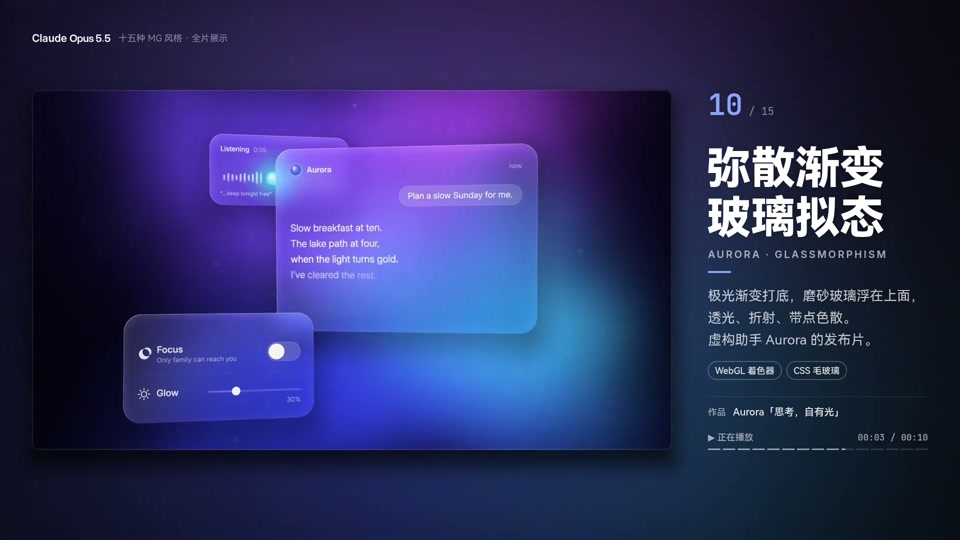 Claude Opus 5.5 十五种 MG 风格 · 全片展示
Listening 0:05
"...keep tonight free"
Aurora
now
Plan a slow Sunday for me.
Slow breakfast at ten.
The lake path at four,
when the light turns gold.
I've cleared the rest.
Focus
Only family can reach you
Glow
30%
10 / 15
弥散渐变
玻璃拟态
AURORA · GLASSMORPHISM
极光渐变打底，磨砂玻璃浮在上面，
透光、折射、带点色散。
虚构助手 Aurora 的发布片。
WebGL 着色器 CSS 毛玻璃
作品 Aurora「思考，自有光」
▶ 正在播放 00:03 / 00:10